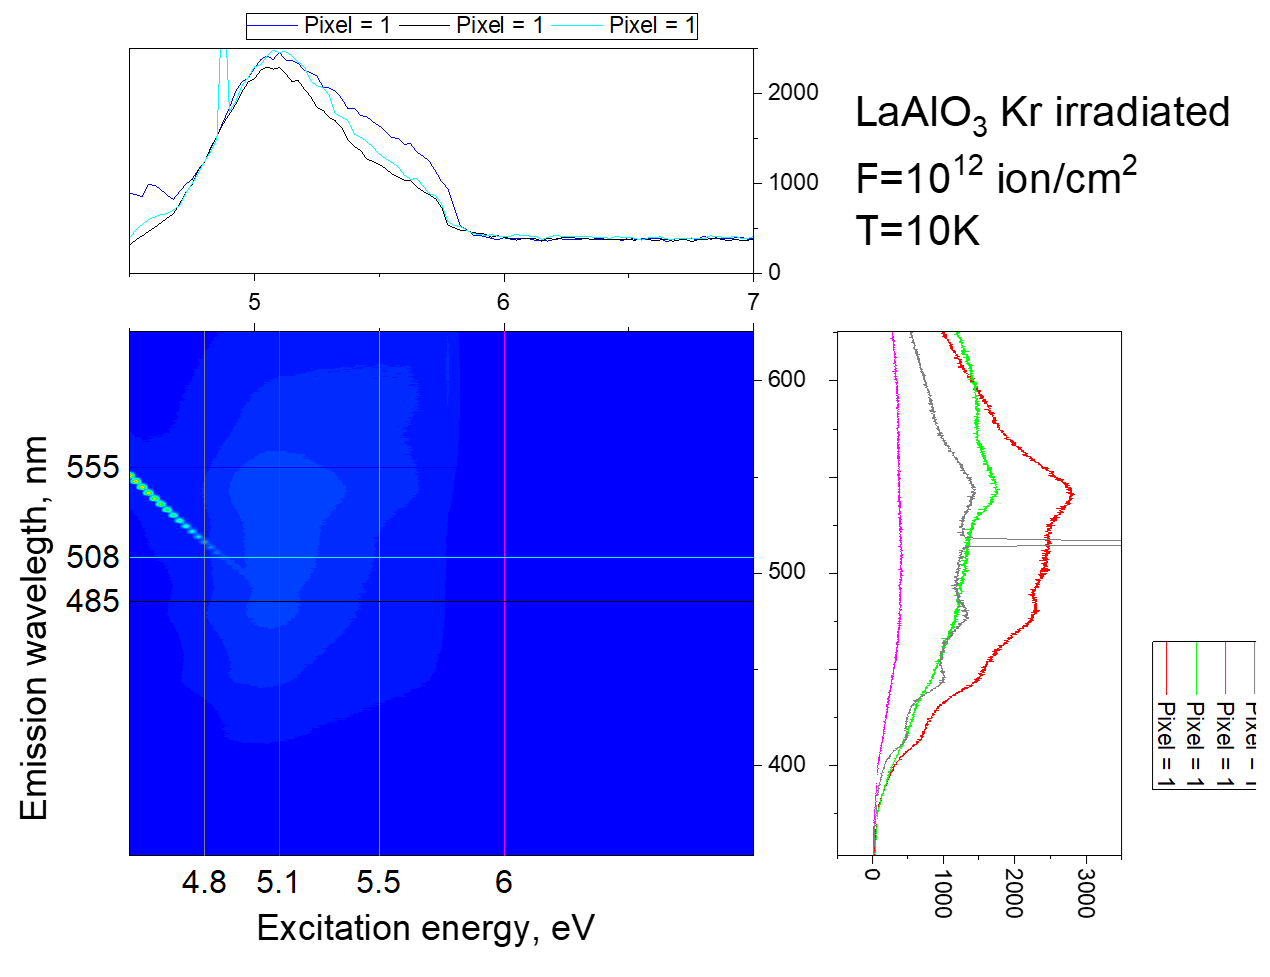 Pixel = 1 Pixel = 1 Pixel = 1
2000
1000
0
5 6 7
LaAlO3 Kr irradiated
F=10^12 ion/cm^2
T=10K
600
500
400
555
508
485
Emission wavelegth, nm
4.8 5.1 5.5 6
Excitation energy, eV
0 1000 2000 3000
Pixel = 1
Pixel = 1
Pixel = 1